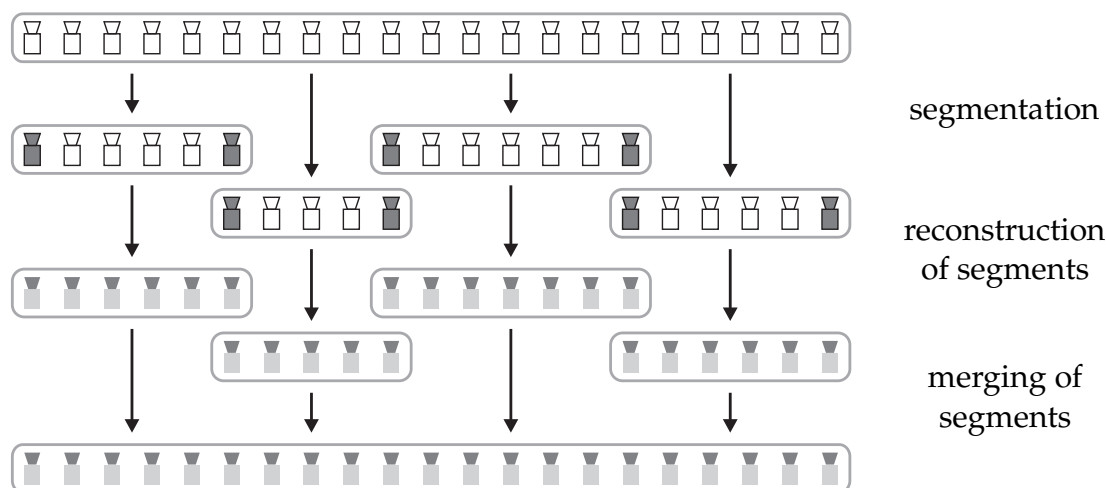 segmentation
reconstruction
of segments
merging of
segments